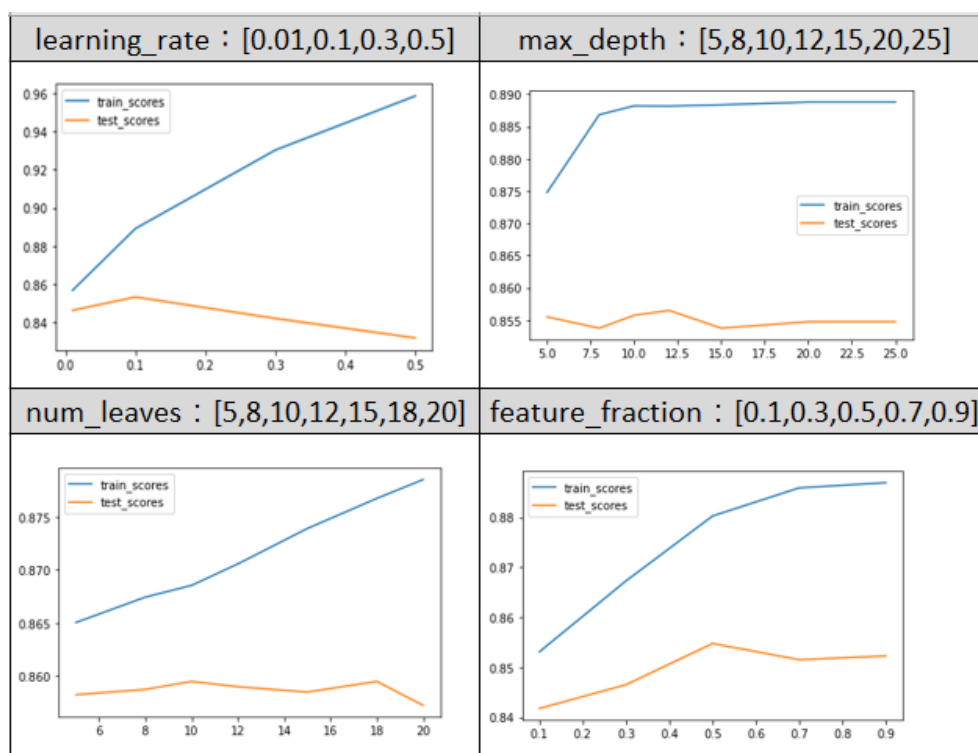 learning_rate：[0.01,0.1,0.3,0.5]
max_depth：[5,8,10,12,15,20,25]
0.96
0.94
0.92
0.90
0.88
0.86
0.84
train_scores
test_scores
0.0 0.1 0.2 0.3 0.4 0.5
0.890
0.885
0.880
0.875
0.870
0.865
0.860
0.855
train_scores
test_scores
5.0 7.5 10.0 12.5 15.0 17.5 20.0 22.5 25.0
num_leaves：[5,8,10,12,15,18,20]
feature_fraction：[0.1,0.3,0.5,0.7,0.9]
0.875
0.870
0.865
0.860
train_scores
test_scores
6 8 10 12 14 16 18 20
0.88
0.87
0.86
0.85
0.84
train_scores
test_scores
0.1 0.2 0.3 0.4 0.5 0.6 0.7 0.8 0.9